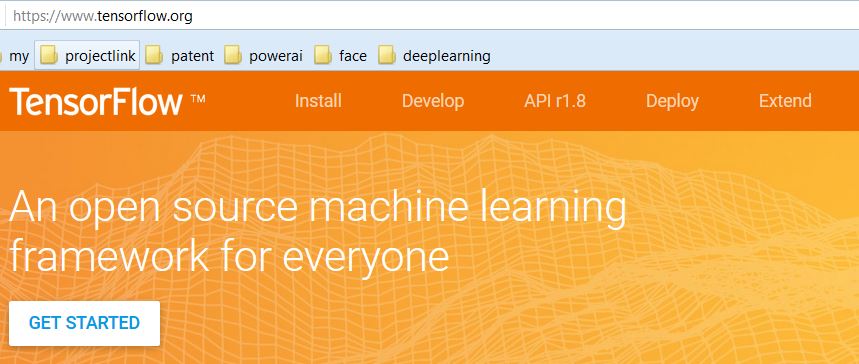 https://www.tensorflow.org
my projectlink patent powerai face deeplearning
TensorFlow ™ Install Develop API r1.8 Deploy Extend
An open source machine learning
framework for everyone
GET STARTED